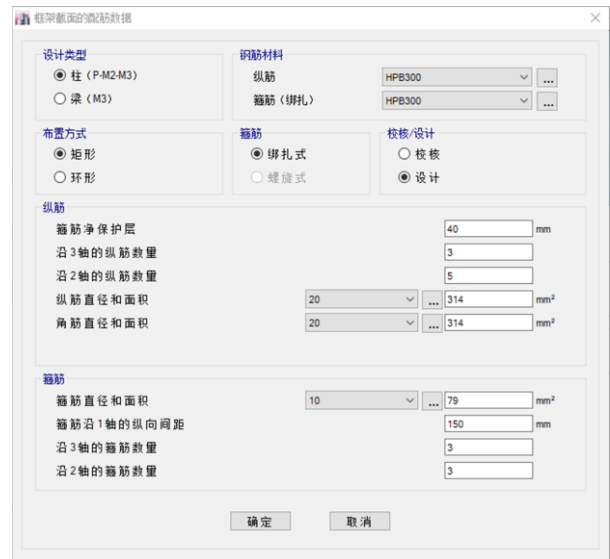 框架截面的配筋数据
设计类型
柱（P-M2-M3）
梁（M3）
钢筋材料
纵筋 HPB300 ...
箍筋（绑扎） HPB300 ...
布置方式
矩形
环形
箍筋
绑扎式
螺旋式
校核/设计
校核
设计
纵筋
箍筋净保护层 40 mm
沿3轴的纵筋数量 3
沿2轴的纵筋数量 5
纵筋直径和面积 20 ... 314 mm²
角筋直径和面积 20 ... 314 mm²
箍筋
箍筋直径和面积 10 ... 79 mm²
箍筋沿1轴的纵向间距 150 mm
沿3轴的箍筋数量 3
沿2轴的箍筋数量 3
确定 取消